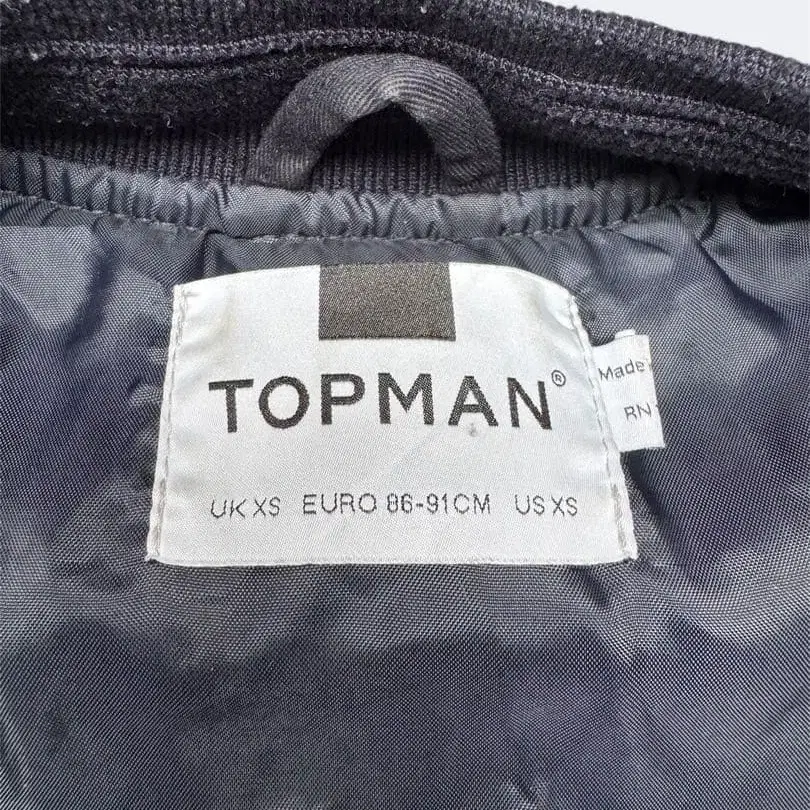 TOPMAN®
UK XS EURO 86-91CM US XS
Made
RN